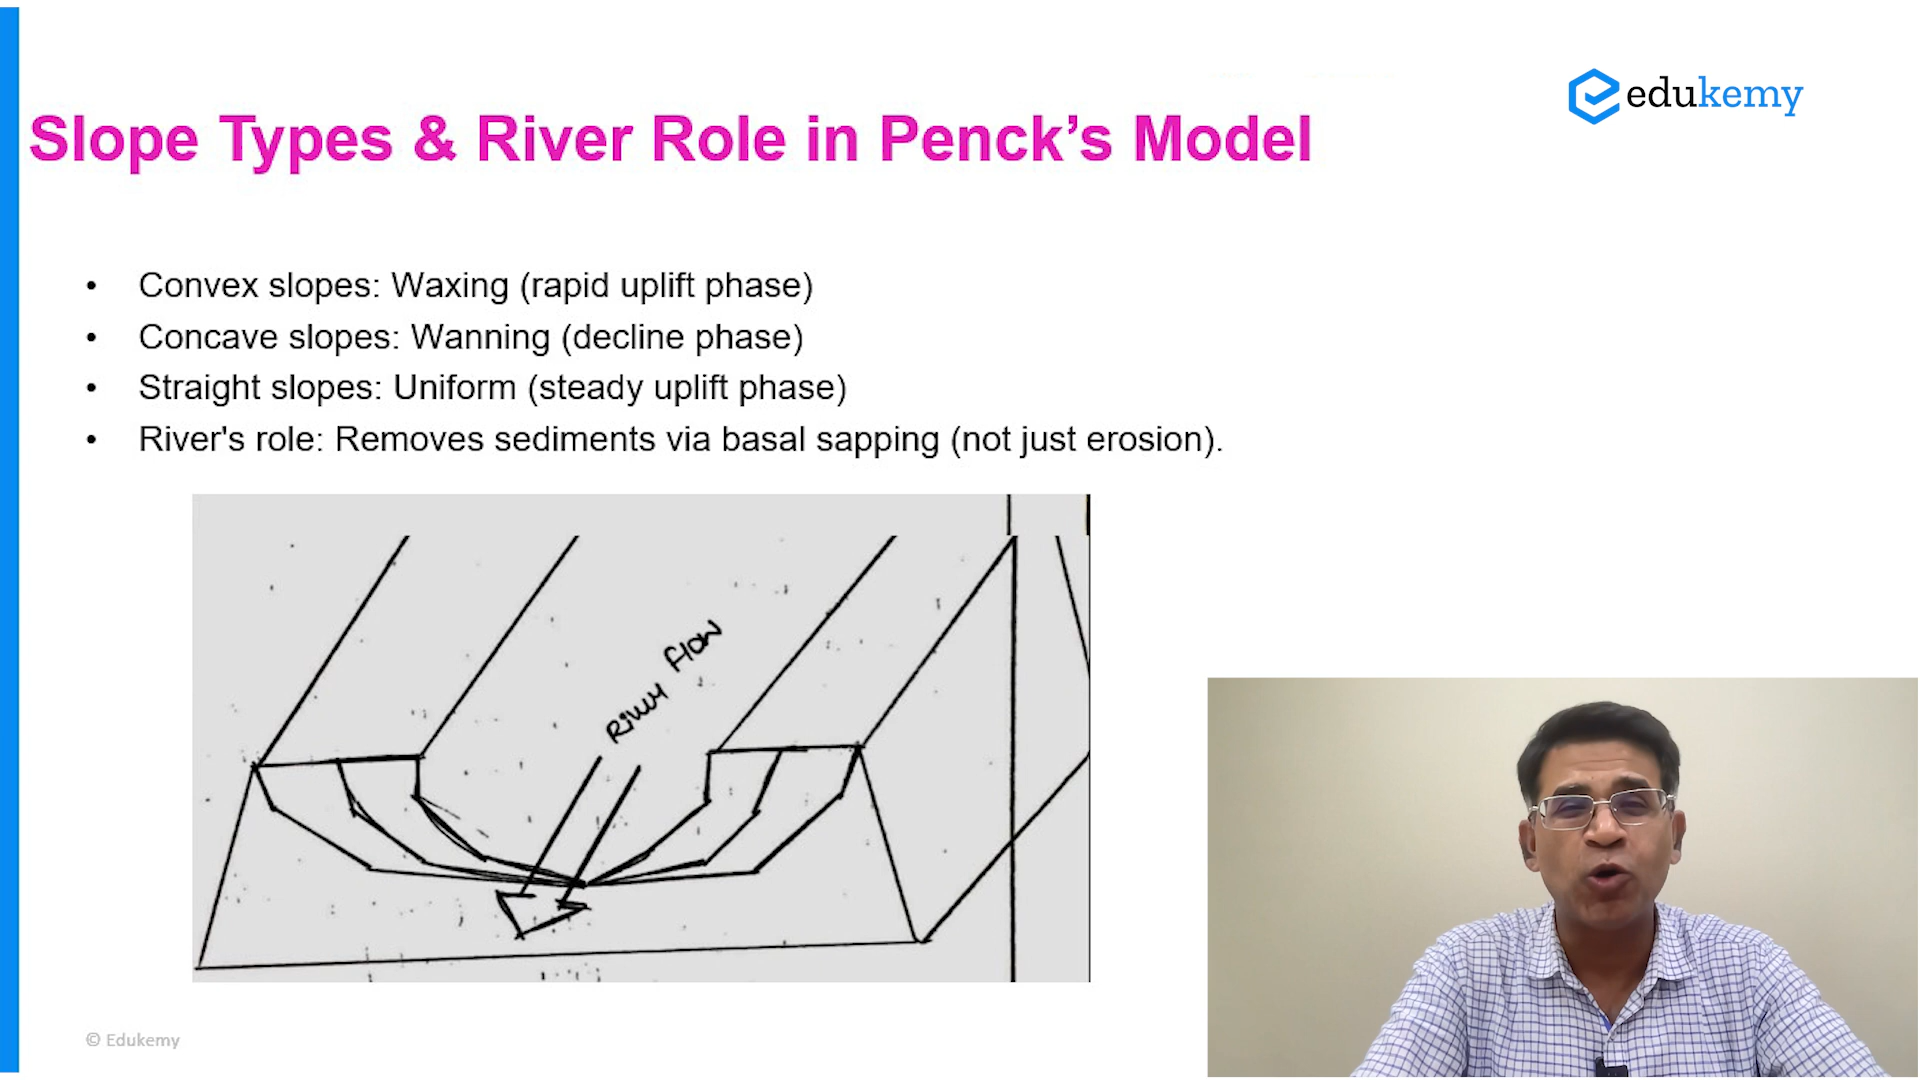 edukemy
Slope Types & River Role in Penck’s Model
• Convex slopes: Waxing (rapid uplift phase)
• Concave slopes: Wanning (decline phase)
• Straight slopes: Uniform (steady uplift phase)
• River's role: Removes sediments via basal sapping (not just erosion).
River Flow
© Edukemy